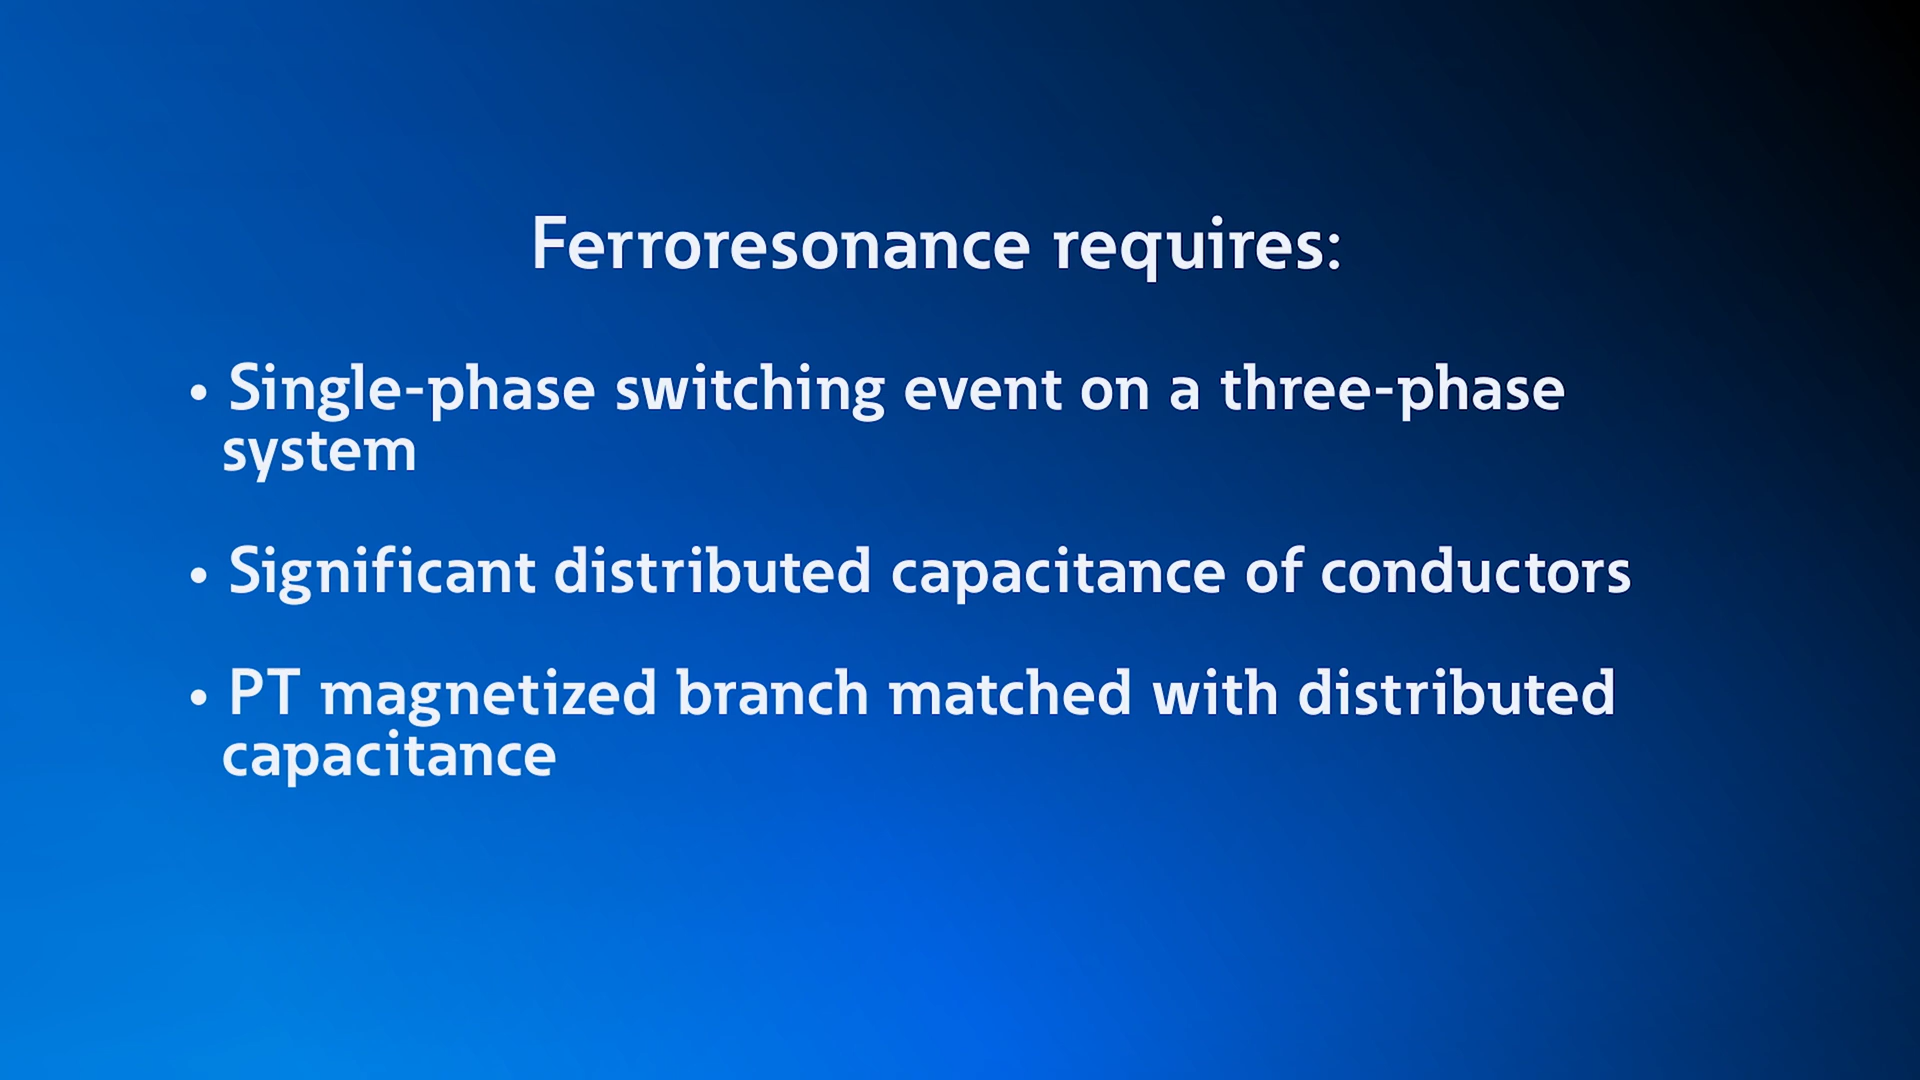 Ferroresonance requires:
• Single-phase switching event on a three-phase
system
• Significant distributed capacitance of conductors
• PT magnetized branch matched with distributed
capacitance